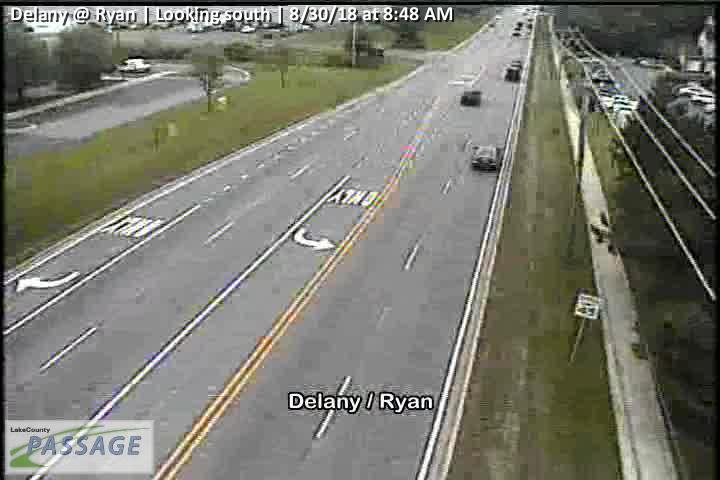 Delany @ Ryan | Looking south | 8/30/18 at 8:48 AM
ONLY
ONLY
Delany / Ryan
LakeCounty
PASSAGE